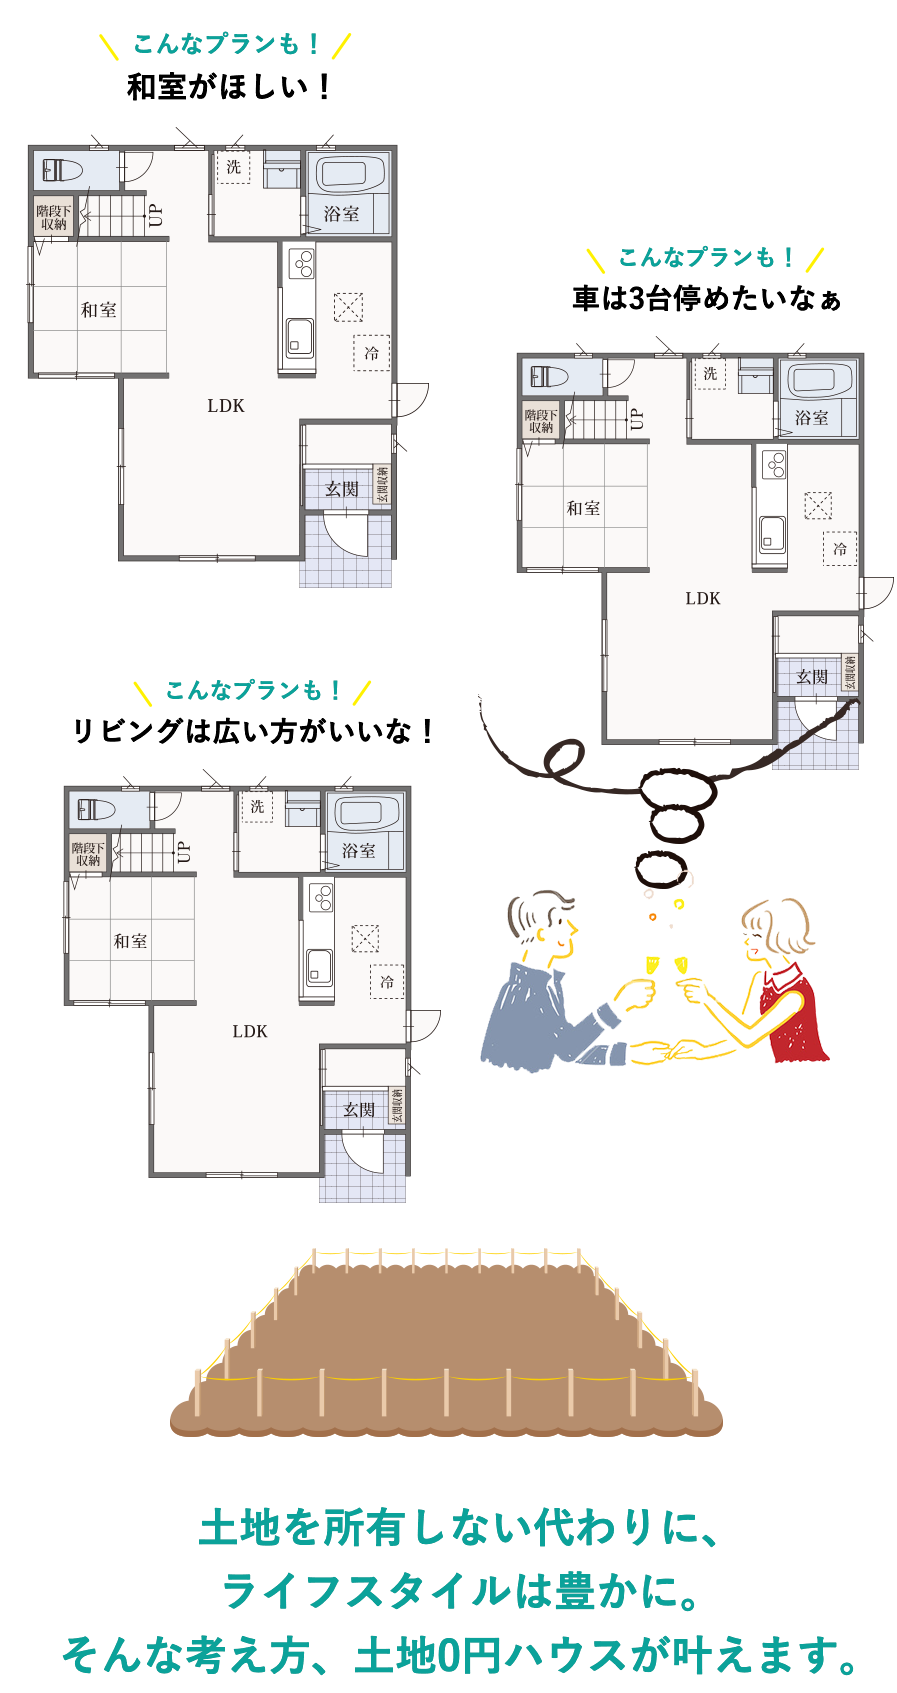 こんなプランも！
和室がほしい！
洗
浴室
階段下
収納
UP
和室
冷
LDK
玄関
玄関収納
こんなプランも！
車は3台停めたいなぁ
洗
浴室
階段下
収納
UP
和室
冷
LDK
玄関
玄関収納
こんなプランも！
リビングは広い方がいいな！
洗
浴室
階段下
収納
UP
和室
冷
LDK
玄関
玄関収納
土地を所有しない代わりに、
ライフスタイルは豊かに。
そんな考え方、土地0円ハウスが叶えます。